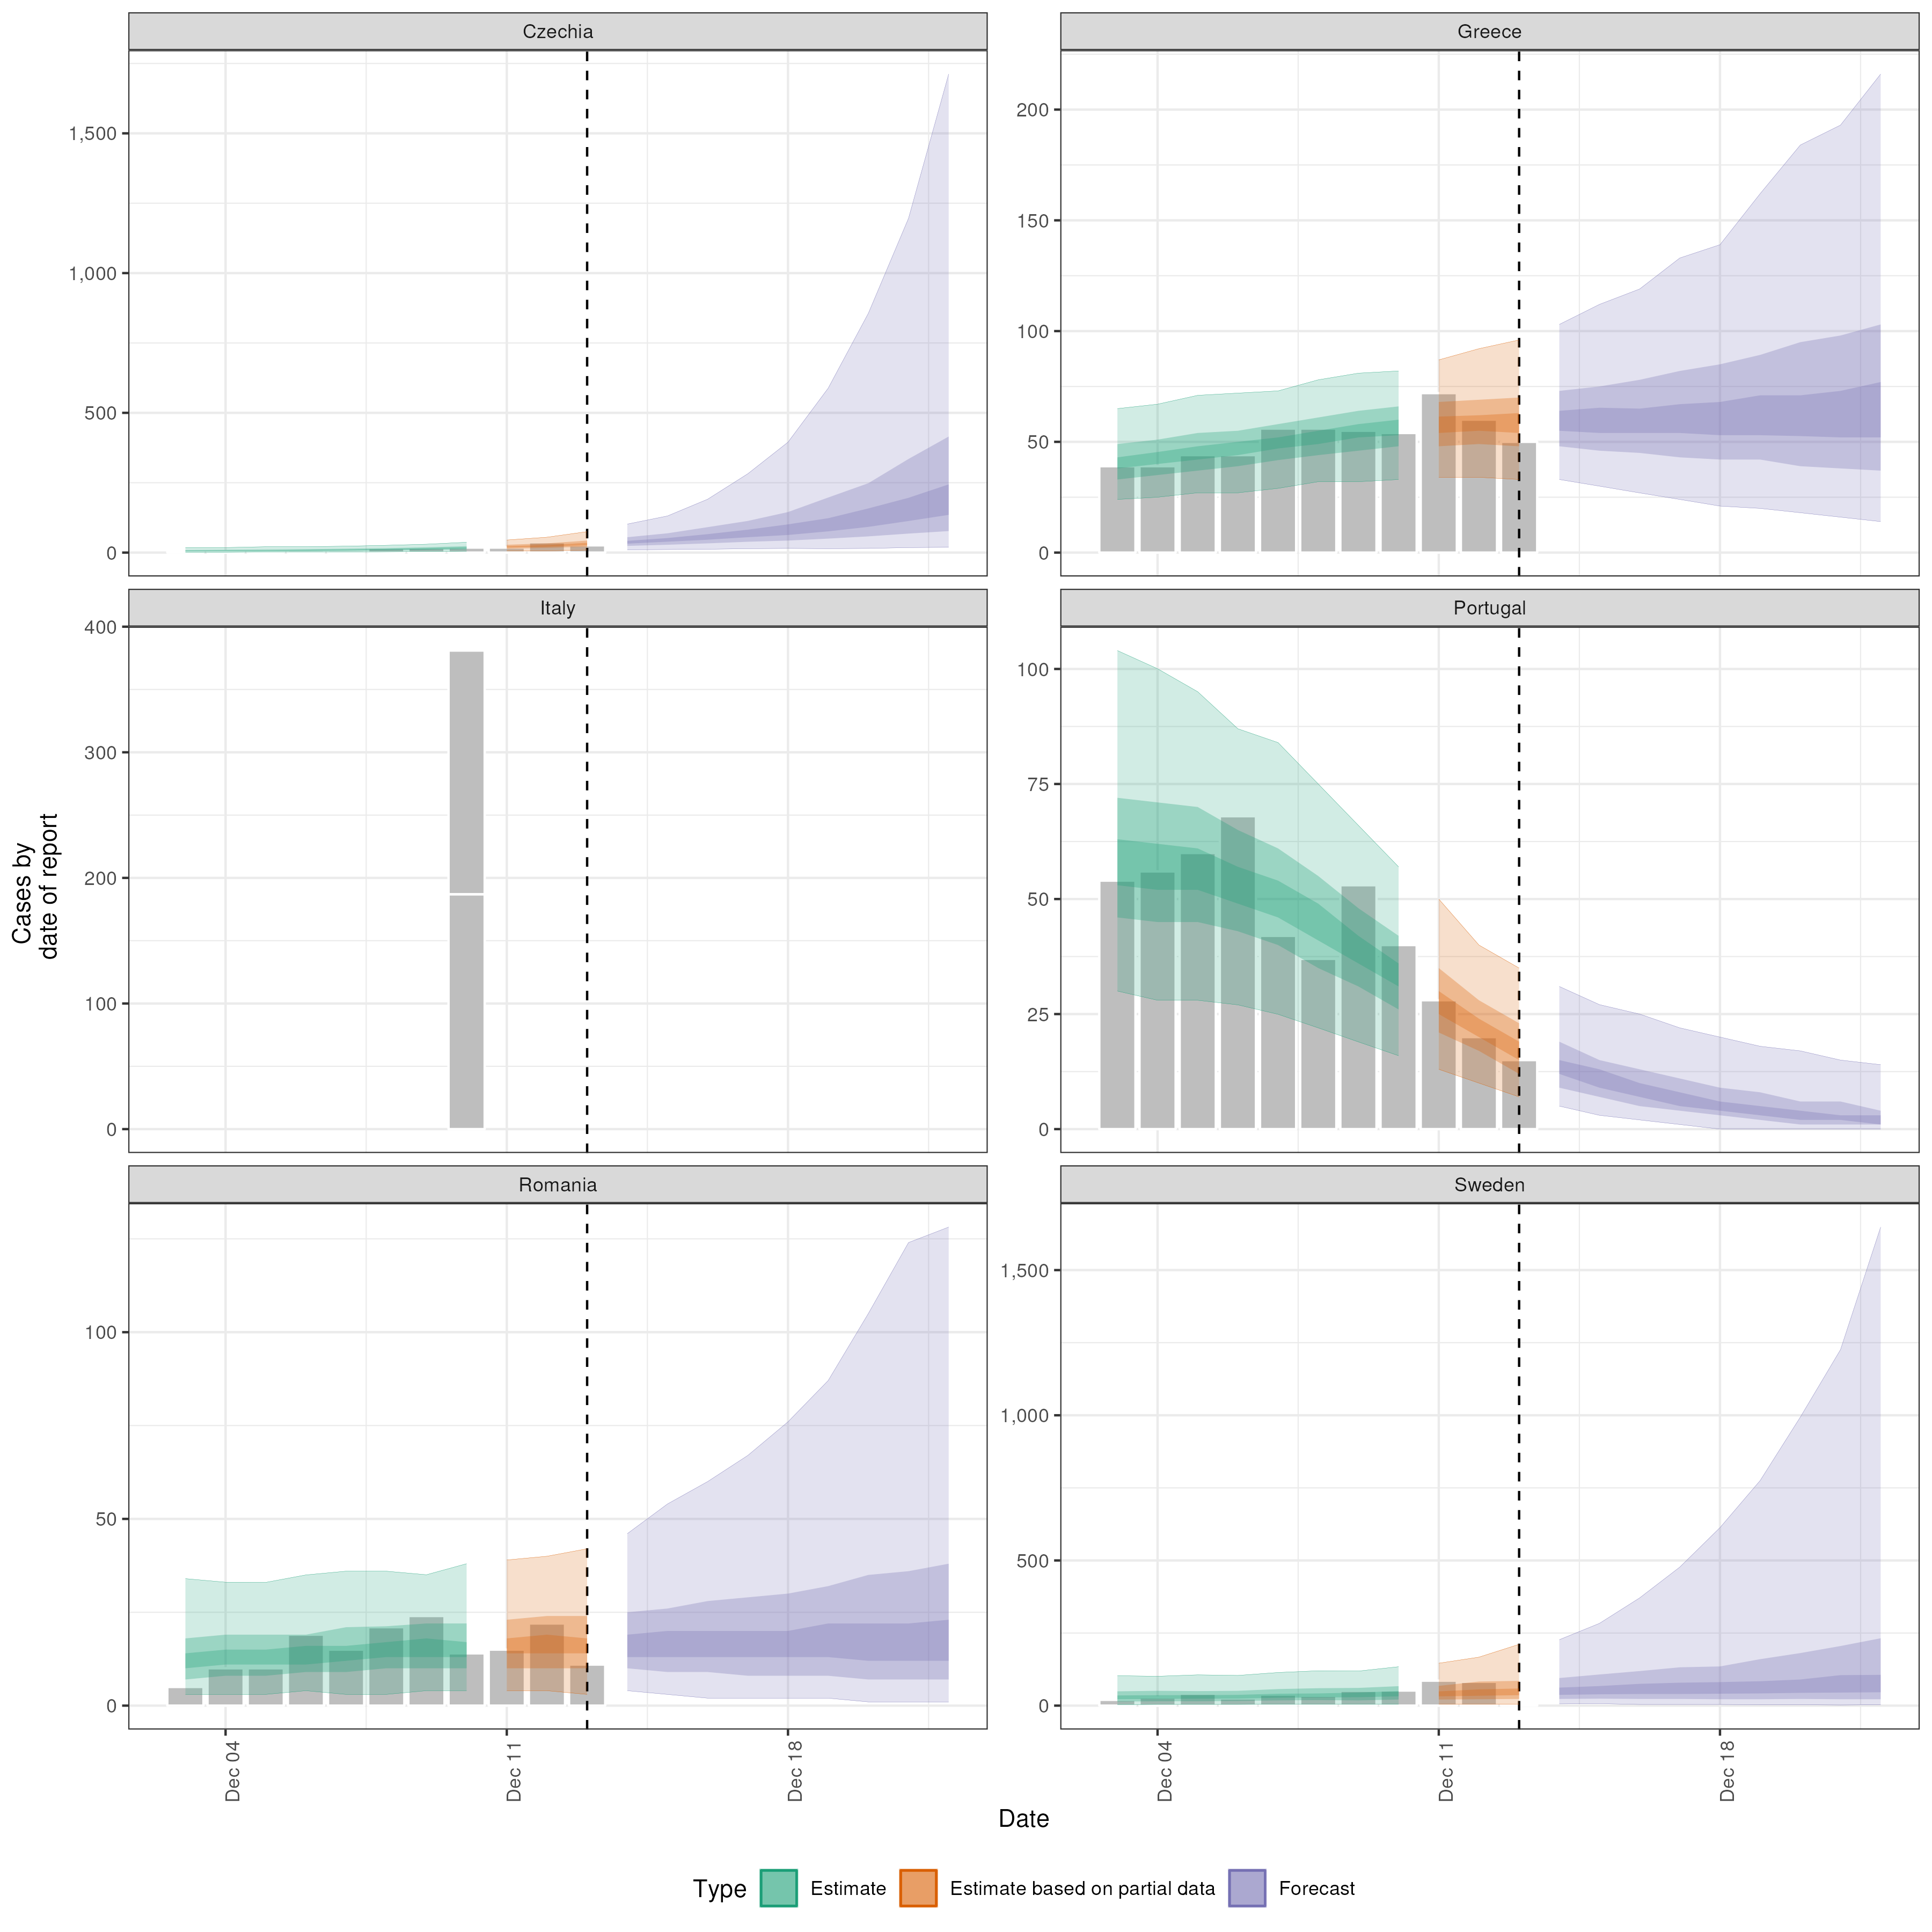 Czechia
Greece
1,500
1,000
500
0
200
150
100
50
0
Italy
Portugal
400
300
200
100
0
100
75
50
25
0
Romania
Sweden
100
50
0
1,500
1,000
500
0
Cases by
date of report
Dec 04
Dec 11
Dec 18
Dec 04
Dec 11
Dec 18
Date
Type
Estimate
Estimate based on partial data
Forecast